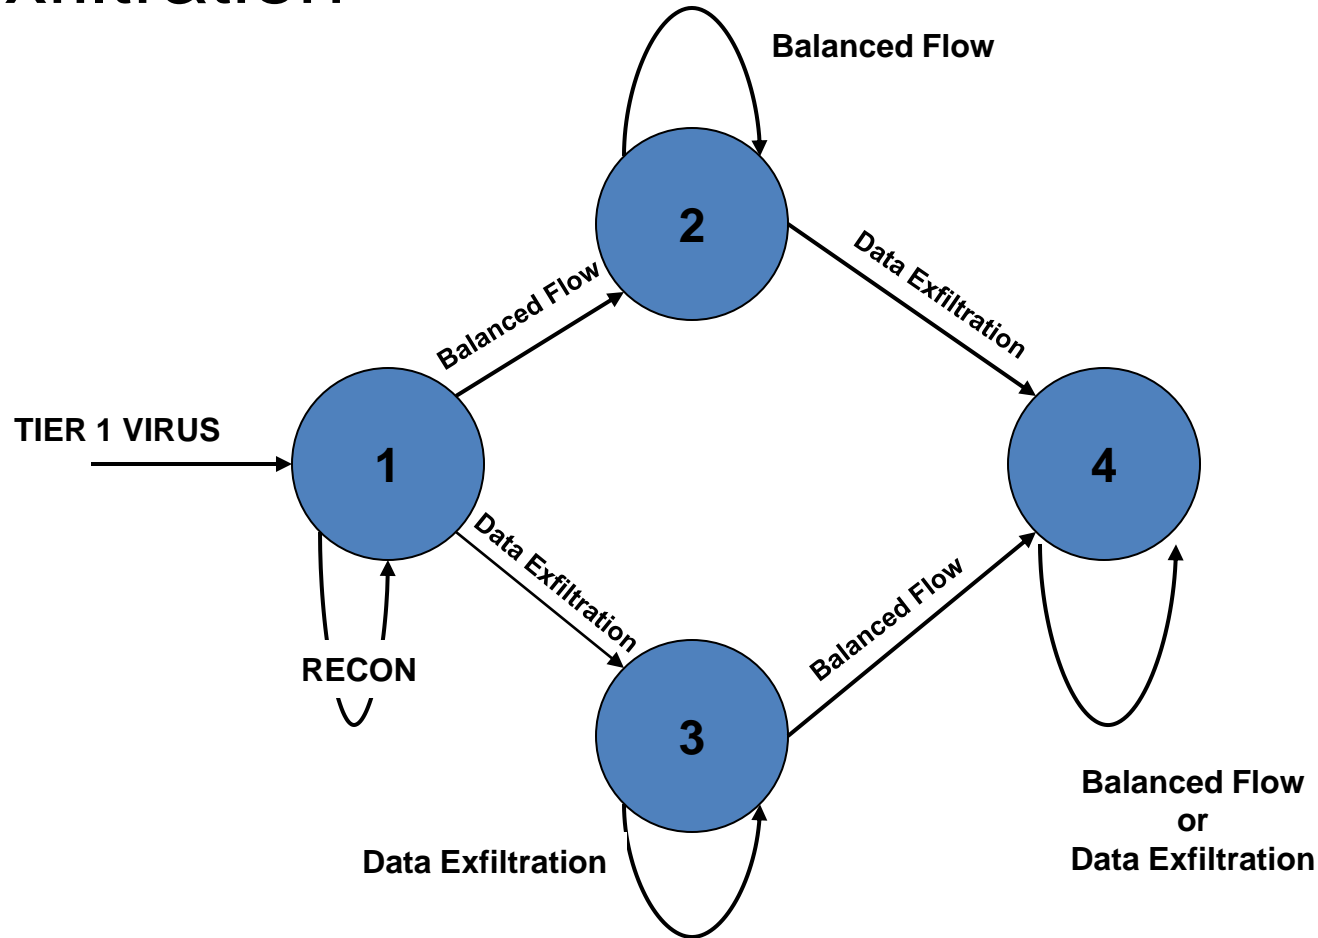 Balanced Flow
2
Data Exfiltration
Balanced Flow
TIER 1 VIRUS
1
4
Data Exfiltration
Balanced Flow
RECON
3
Balanced Flow
or
Data Exfiltration
Data Exfiltration